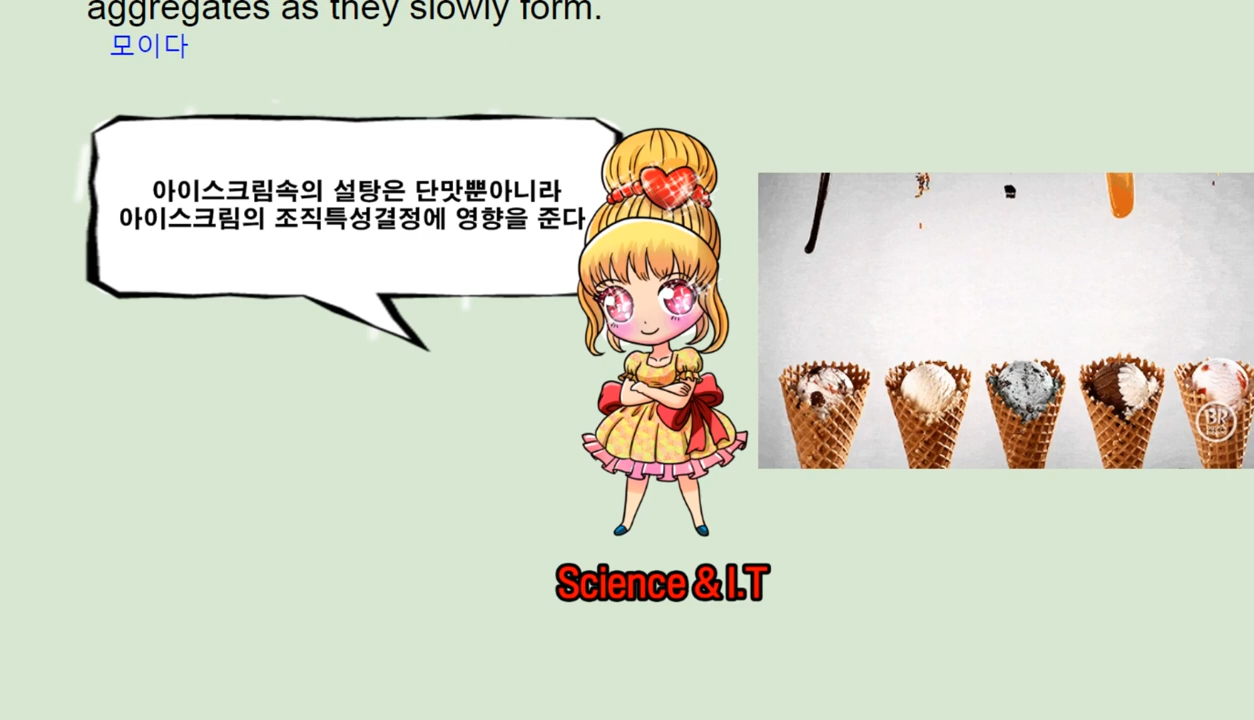 aggregates as they slowly form.
모이다
아이스크림속의 설탕은 단맛뿐아니라
아이스크림의 조직특성결정에 영향을 준다
BR
Science & I.T